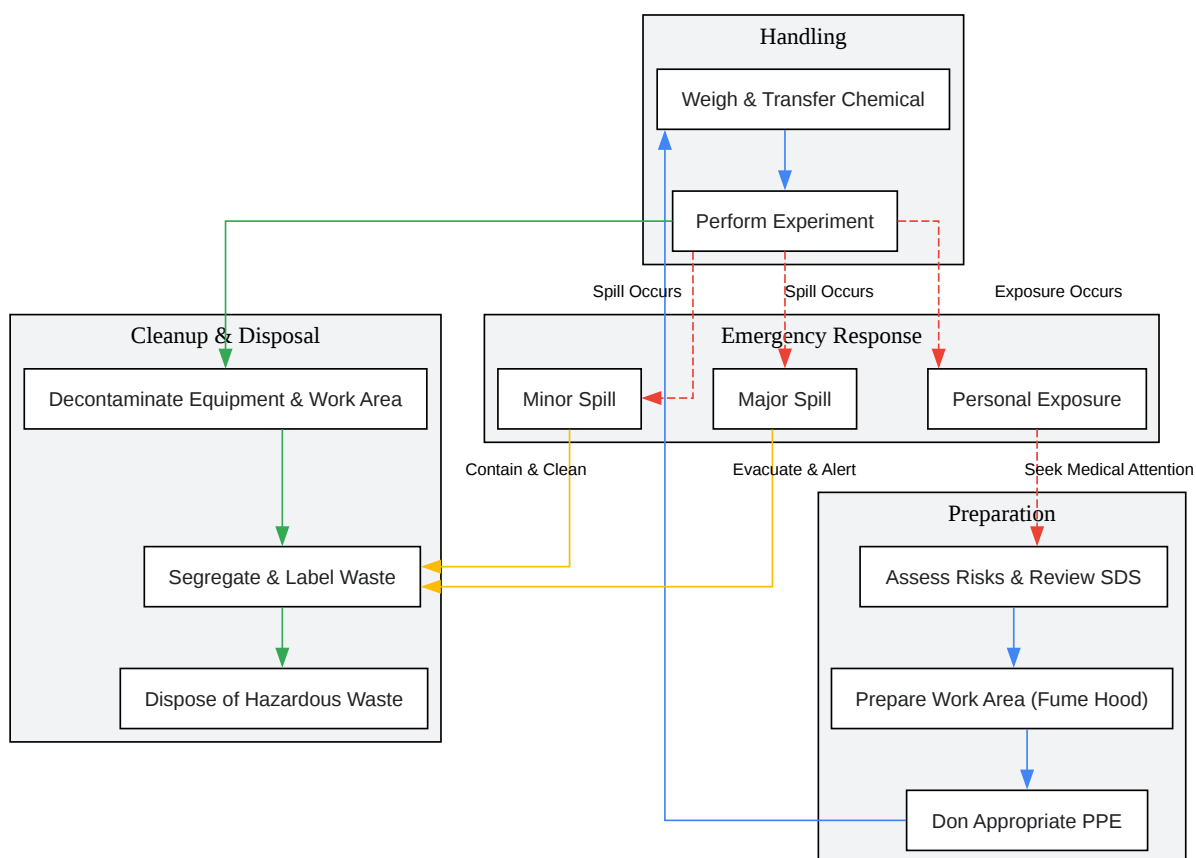 Handling
Weigh & Transfer Chemical
Perform Experiment
Spill Occurs
Spill Occurs
Exposure Occurs
Cleanup & Disposal
Emergency Response
Decontaminate Equipment & Work Area
Minor Spill
Major Spill
Personal Exposure
Contain & Clean
Evacuate & Alert
Seek Medical Attention
Preparation
Segregate & Label Waste
Assess Risks & Review SDS
Dispose of Hazardous Waste
Prepare Work Area (Fume Hood)
Don Appropriate PPE